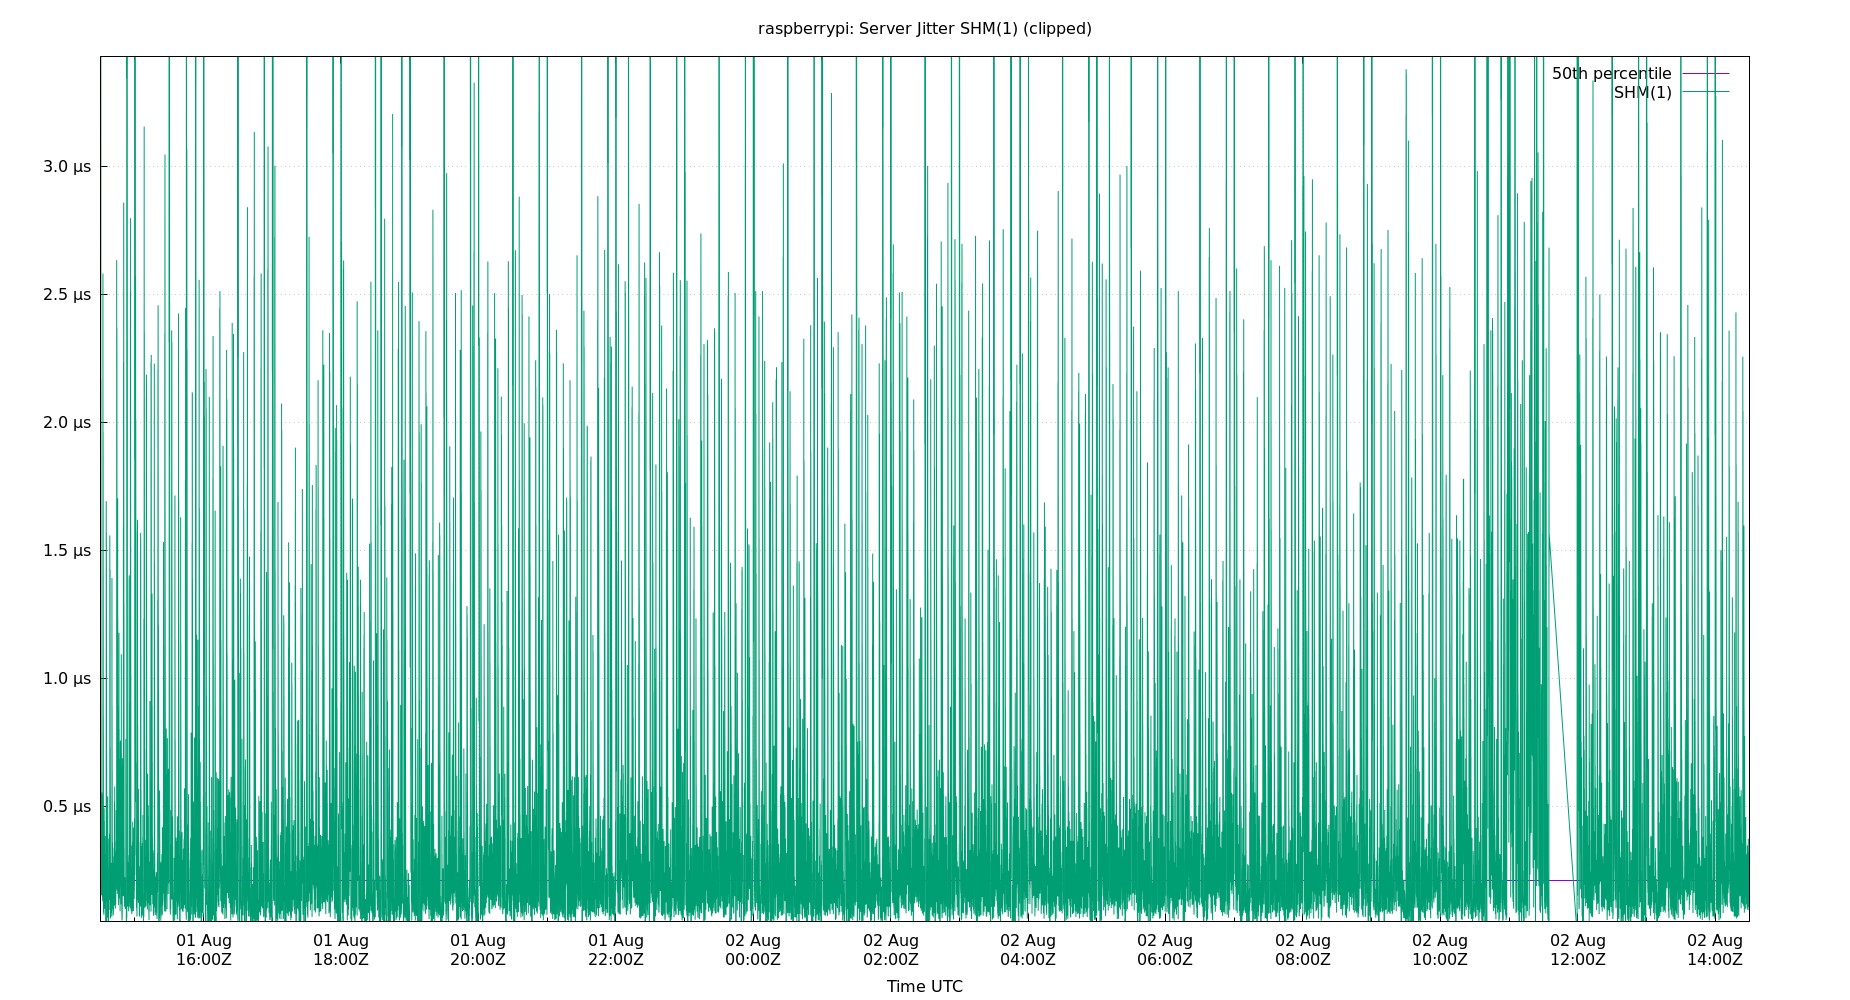 raspberrypi: Server Jitter SHM(1) (clipped)
50th percentile
SHM(1)
3.0 µs
2.5 µs
2.0 µs
1.5 µs
1.0 µs
0.5 µs
01 Aug 01 Aug 01 Aug 01 Aug 02 Aug 02 Aug 02 Aug 02 Aug 02 Aug 02 Aug 02 Aug 02 Aug
16:00Z 18:00Z 20:00Z 22:00Z 00:00Z 02:00Z 04:00Z 06:00Z 08:00Z 10:00Z 12:00Z 14:00Z
Time UTC